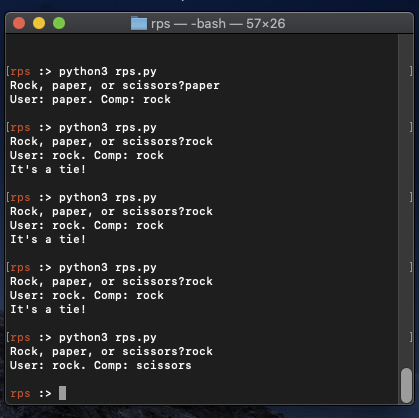 rps — -bash — 57×26
[rps :> python3 rps.py ]
Rock, paper, or scissors?paper
User: paper. Comp: rock
[rps :> python3 rps.py ]
Rock, paper, or scissors?rock
User: rock. Comp: rock
It's a tie!
[rps :> python3 rps.py ]
Rock, paper, or scissors?rock
User: rock. Comp: rock
It's a tie!
[rps :> python3 rps.py ]
Rock, paper, or scissors?rock
User: rock. Comp: rock
It's a tie!
[rps :> python3 rps.py ]
Rock, paper, or scissors?rock
User: rock. Comp: scissors
rps :>